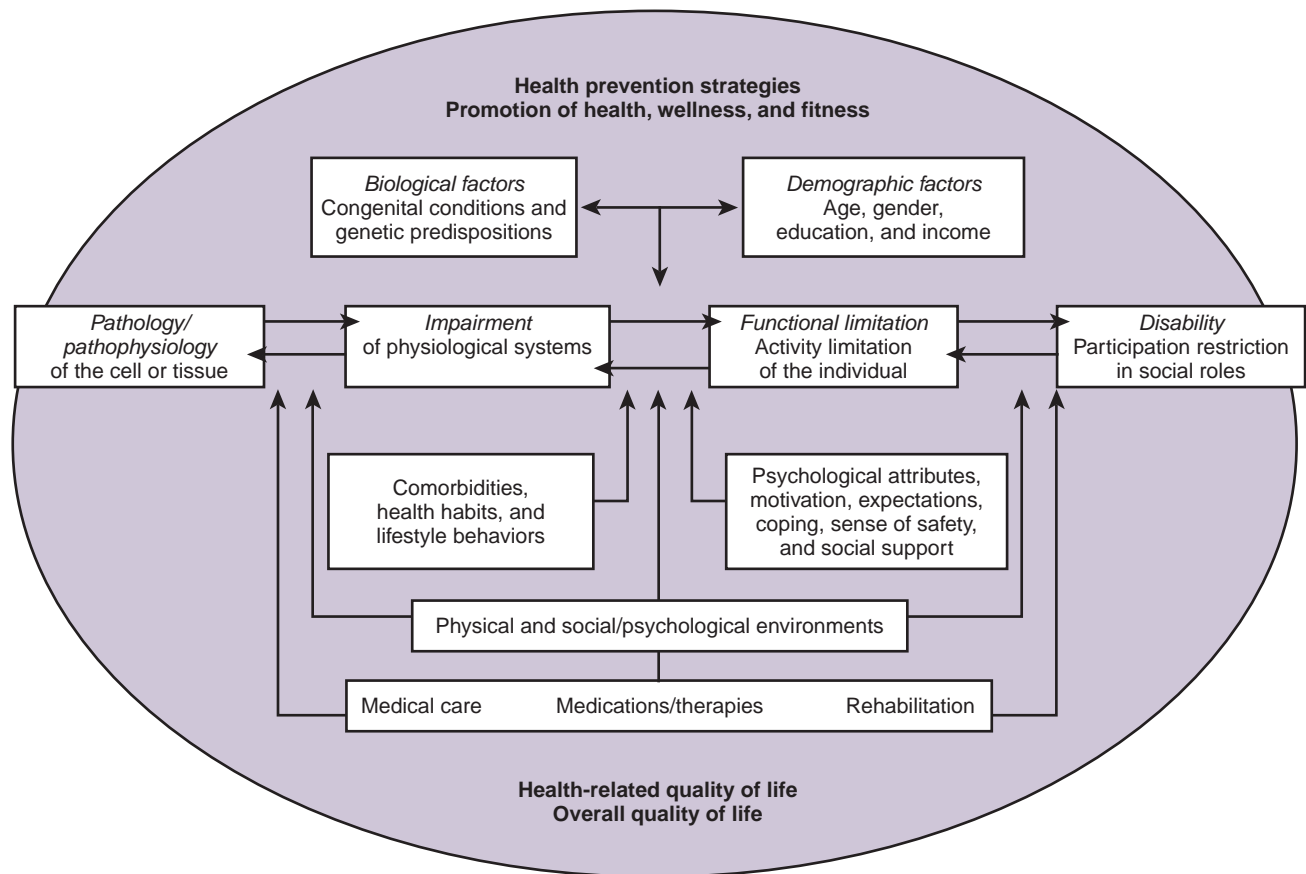 Health prevention strategies
Promotion of health, wellness, and fitness
Biological factors
Congenital conditions and
genetic predispositions
Demographic factors
Age, gender,
education, and income
Pathology/
pathophysiology
of the cell or tissue
Impairment
of physiological systems
Functional limitation
Activity limitation
of the individual
Disability
Participation restriction
in social roles
Comorbidities,
health habits, and
lifestyle behaviors
Psychological attributes,
motivation, expectations,
coping, sense of safety,
and social support
Physical and social/psychological environments
Medical care Medications/therapies Rehabilitation
Health-related quality of life
Overall quality of life